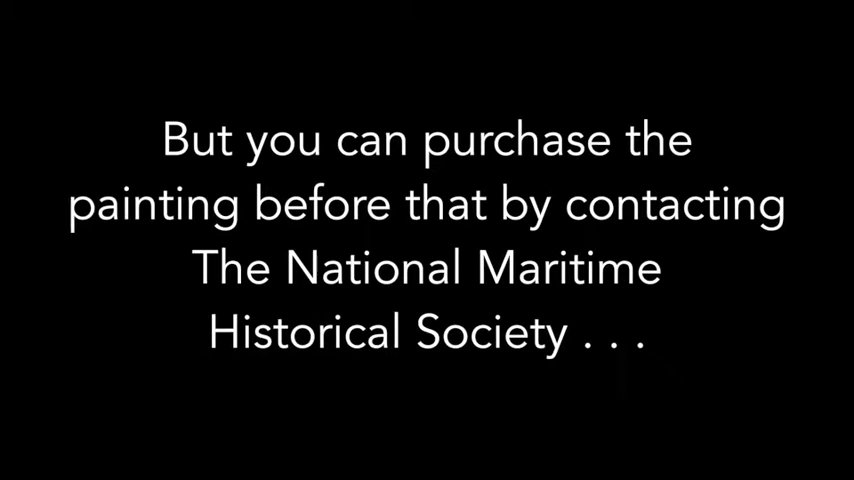 But you can purchase the
painting before that by contacting
The National Maritime
Historical Society . . .